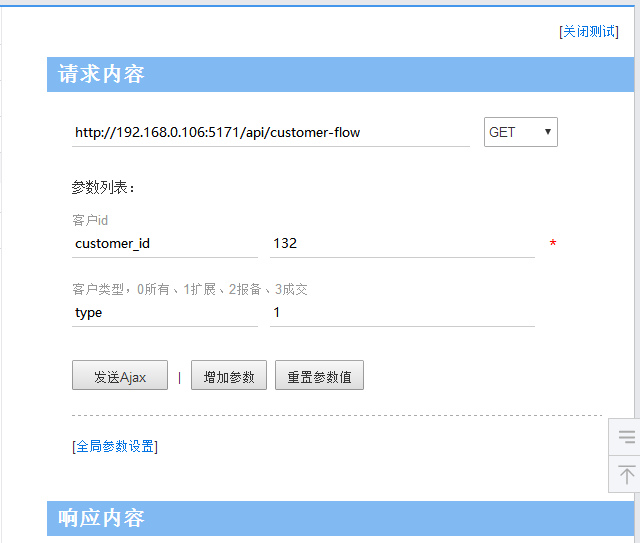 [关闭测试]
请求内容
http://192.168.0.106:5171/api/customer-flow GET
参数列表：
客户id
customer_id 132 *
客户类型，0所有、1扩展、2报备、3成交
type 1
发送Ajax | 增加参数 重置参数值
[全局参数设置]
响应内容